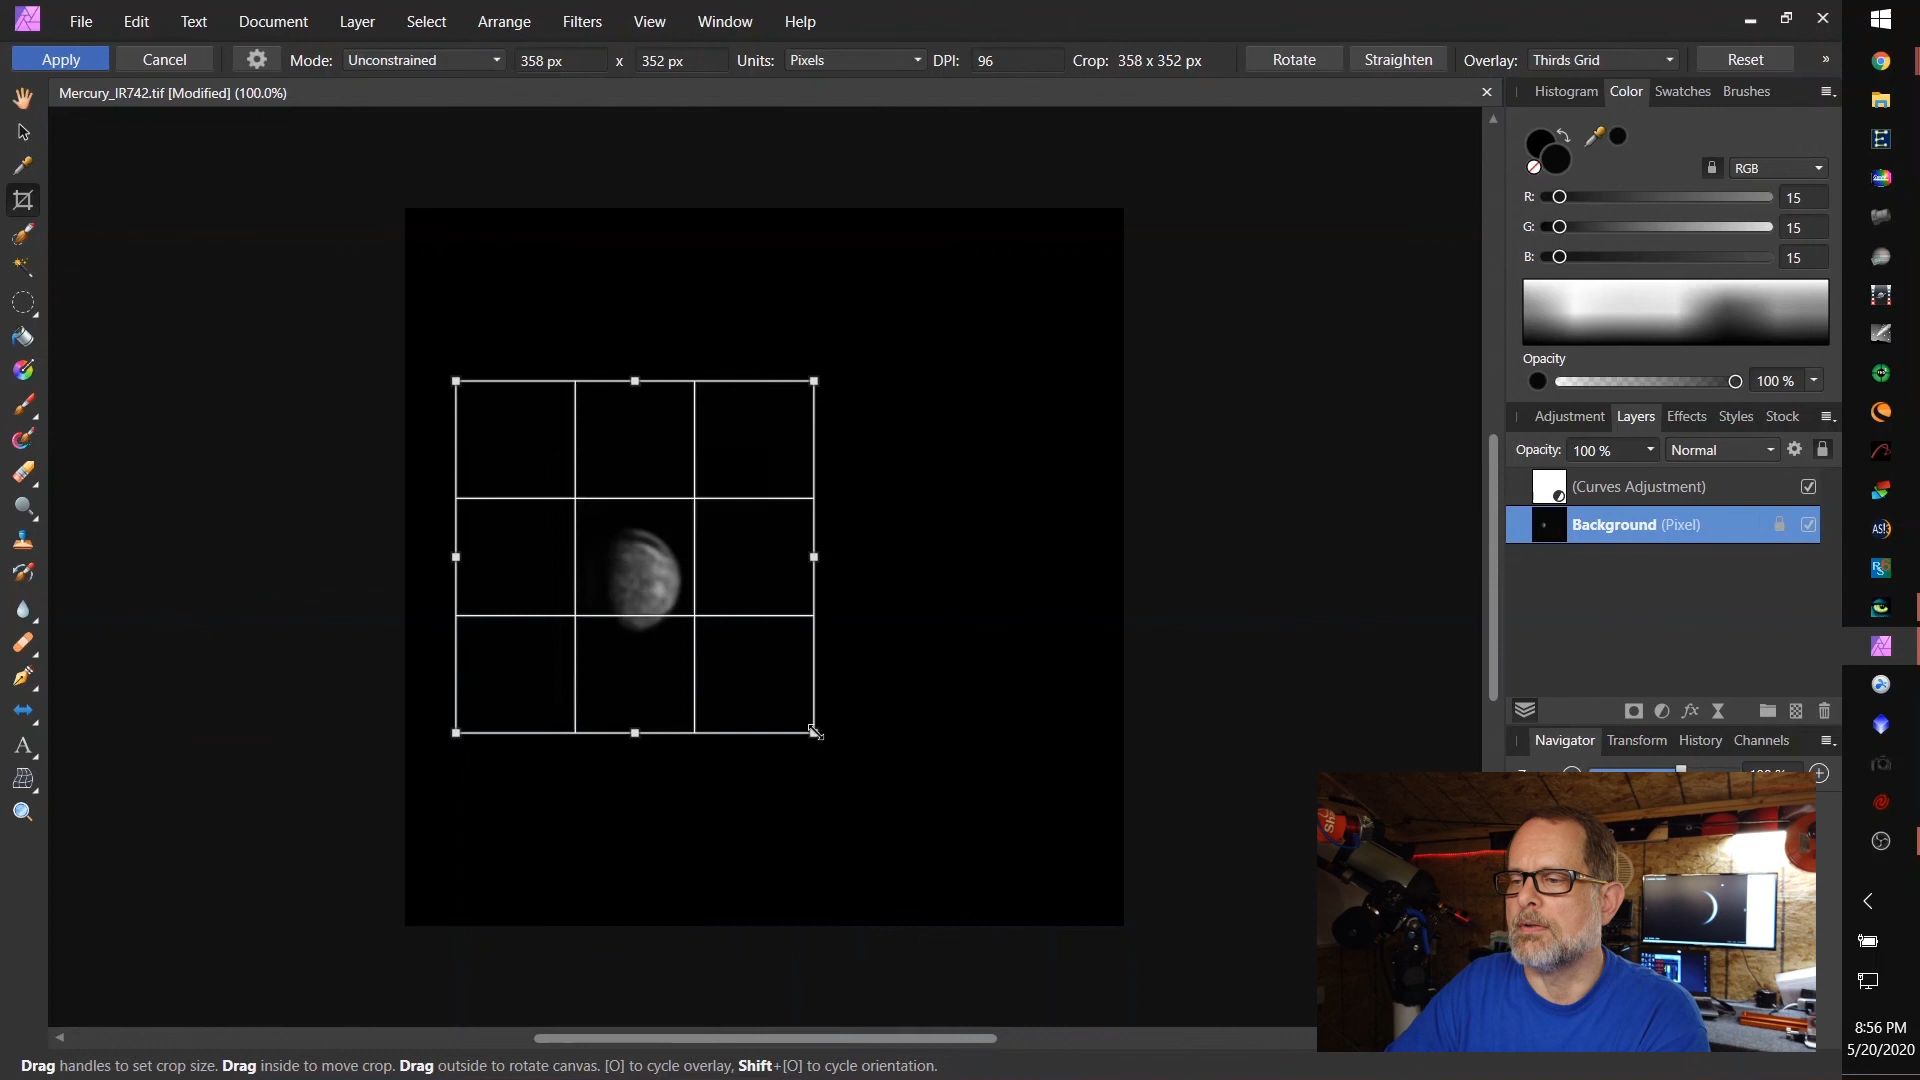 File Edit Text Document Layer Select Arrange Filters View Window Help
Apply Cancel Mode: Unconstrained 358 px x 352 px Units: Pixels DPI: 96 Crop: 358 x 352 px Rotate Straighten Overlay: Thirds Grid Reset »
Mercury_IR742.tif [Modified] (100.0%)
Histogram Color Swatches Brushes
RGB
R: 15
G: 15
B: 15
Opacity
100 %
Adjustment Layers Effects Styles Stock
Opacity: 100 % Normal
(Curves Adjustment)
Background (Pixel)
fx
Navigator Transform History Channels
A
8:56 PM
5/20/2020
Drag handles to set crop size. Drag inside to move crop. Drag outside to rotate canvas. [O] to cycle overlay, Shift+[O] to cycle orientation.